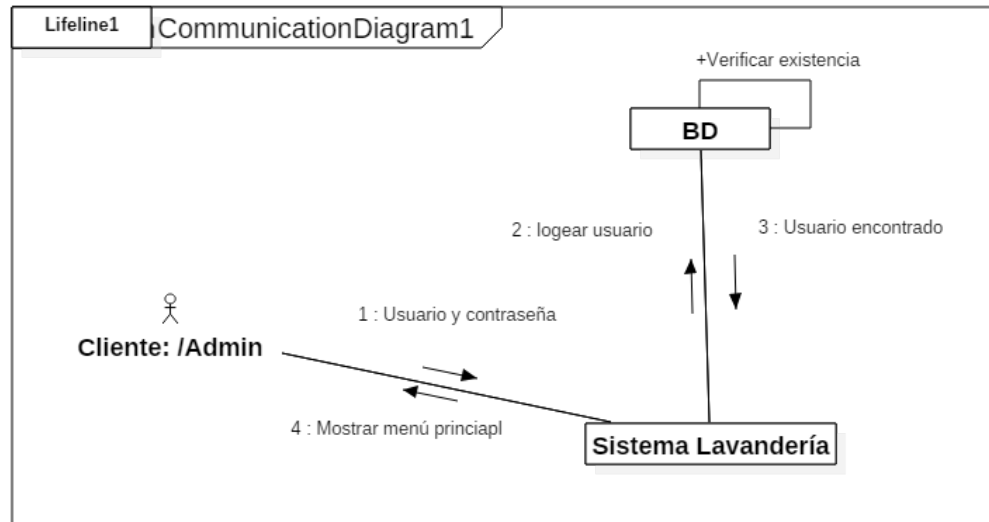 Lifeline1
CommunicationDiagram1
+Verificar existencia
BD
2 : logear usuario
3 : Usuario encontrado
1 : Usuario y contraseña
Cliente: /Admin
4 : Mostrar menú princiapl
Sistema Lavandería